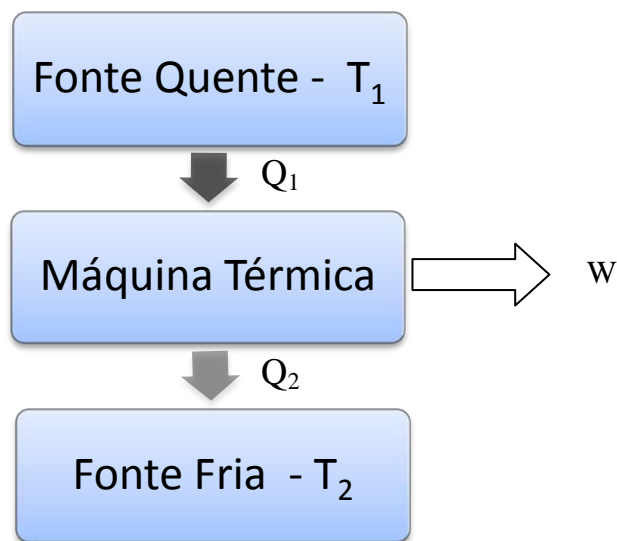 Fonte Quente - T₁
Q₁
Máquina Térmica
W
Q₂
Fonte Fria - T₂